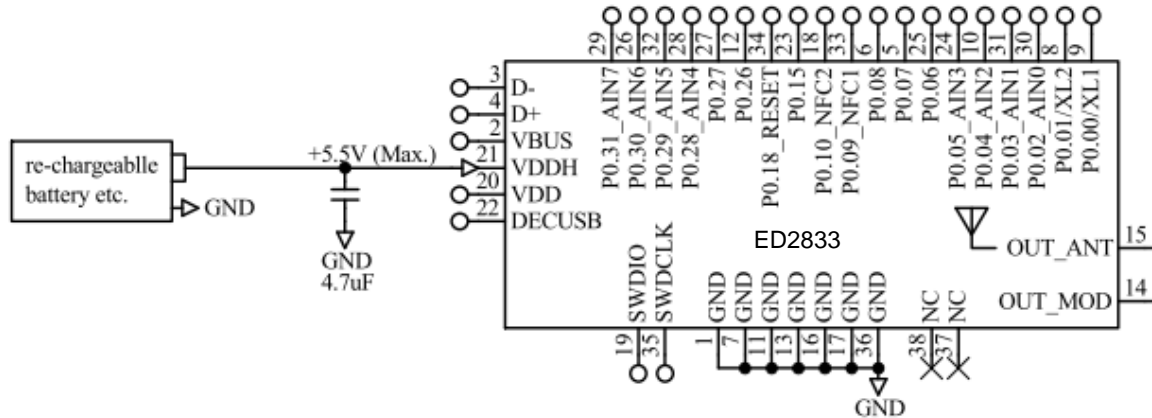 29
26
32
28
27
12
34
23
18
33
6
5
25
24
10
31
30
8
9
P0.31_AIN7
P0.30_AIN6
P0.29_AIN5
P0.28_AIN4
P0.27
P0.26
P0.18_RESET
P0.15
P0.10_NFC2
P0.09_NFC1
P0.08
P0.07
P0.06
P0.05_AIN3
P0.04_AIN2
P0.03_AIN1
P0.02_AIN0
P0.01/XL2
P0.00/XL1
3 D-
4 D+
2 VBUS
+5.5V (Max.) 21 VDDH
20 VDD
22 DECUSB
re-chargeablle
battery etc.
GND
GND
4.7uF
ED2833
OUT_ANT 15
OUT_MOD 14
SWDIO
SWDCLK
GND
GND
GND
GND
GND
GND
GND
NC
NC
19
35
1
7
11
13
16
17
36
38
37
GND